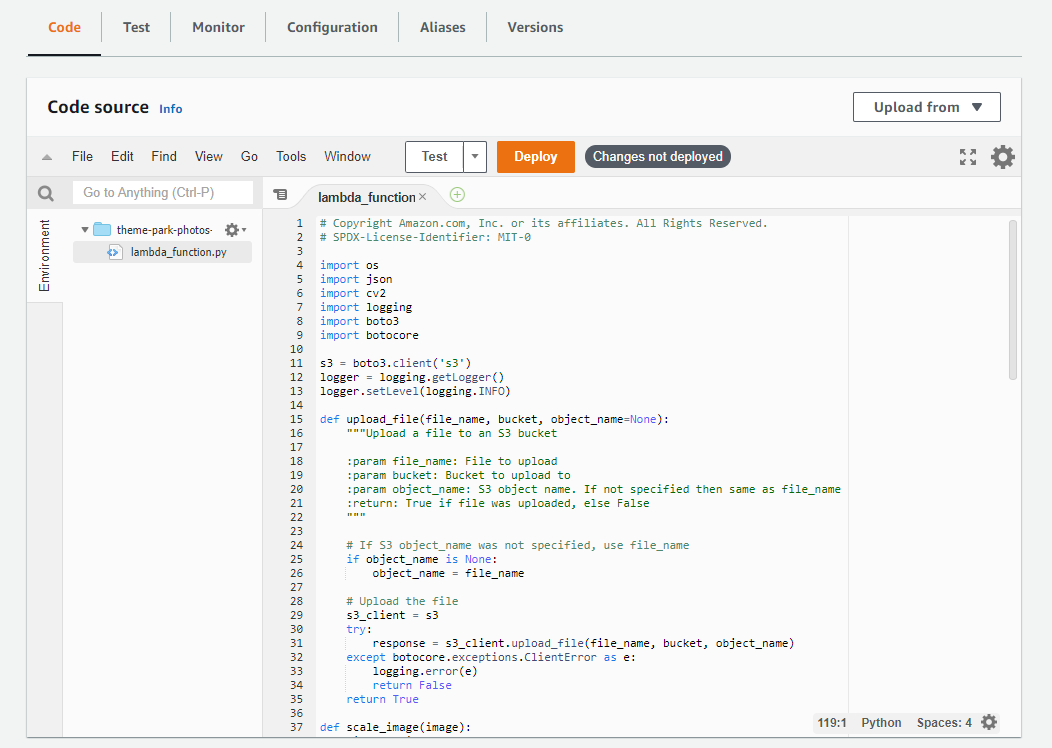 Code Test Monitor Configuration Aliases Versions
Code source Info Upload from
File Edit Find View Go Tools Window Test Deploy Changes not deployed
Go to Anything (Ctrl-P) lambda_function
Environment
theme-park-photos-
lambda_function.py
1 # Copyright Amazon.com, Inc. or its affiliates. All Rights Reserved.
2 # SPDX-License-Identifier: MIT-0
3
4 import os
5 import json
6 import cv2
7 import logging
8 import boto3
9 import botocore
10
11 s3 = boto3.client('s3')
12 logger = logging.getLogger()
13 logger.setLevel(logging.INFO)
14
15 def upload_file(file_name, bucket, object_name=None):
16     """Upload a file to an S3 bucket
17
18     :param file_name: File to upload
19     :param bucket: Bucket to upload to
20     :param object_name: S3 object name. If not specified then same as file_name
21     :return: True if file was uploaded, else False
22     """
23
24     # If S3 object_name was not specified, use file_name
25     if object_name is None:
26         object_name = file_name
27
28     # Upload the file
29     s3_client = s3
30     try:
31         response = s3_client.upload_file(file_name, bucket, object_name)
32     except botocore.exceptions.ClientError as e:
33         logging.error(e)
34         return False
35     return True
36
37 def scale_image(image):
119:1 Python Spaces: 4